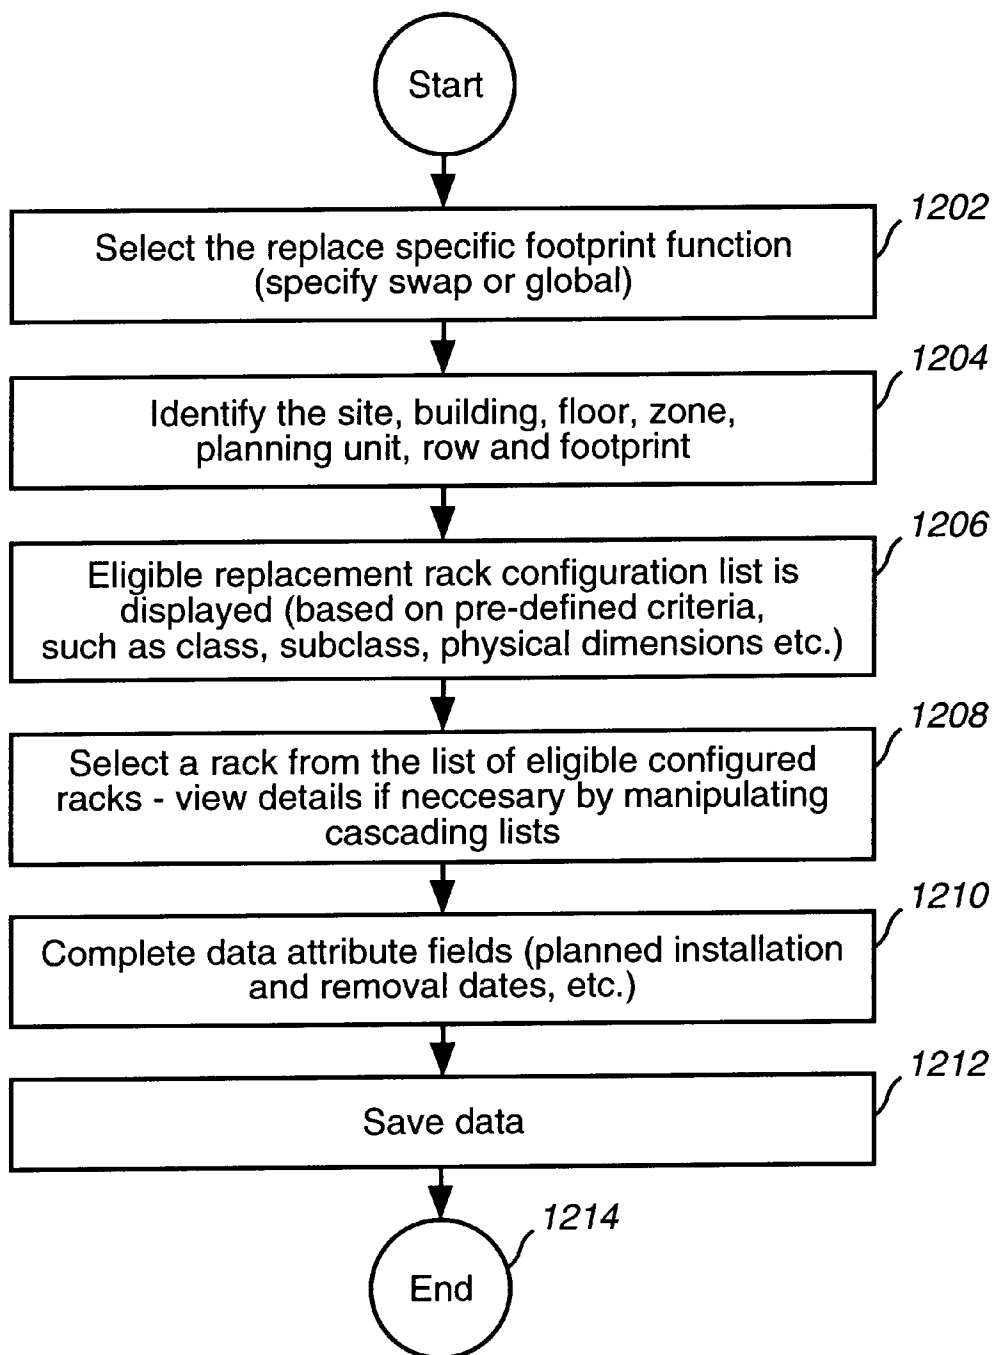 Start
1202
Select the replace specific footprint function
(specify swap or global)
1204
Identify the site, building, floor, zone,
planning unit, row and footprint
1206
Eligible replacement rack configuration list is
displayed (based on pre-defined criteria,
such as class, subclass, physical dimensions etc.)
1208
Select a rack from the list of eligible configured
racks - view details if neccesary by manipulating
cascading lists
1210
Complete data attribute fields (planned installation
and removal dates, etc.)
1212
Save data
1214
End